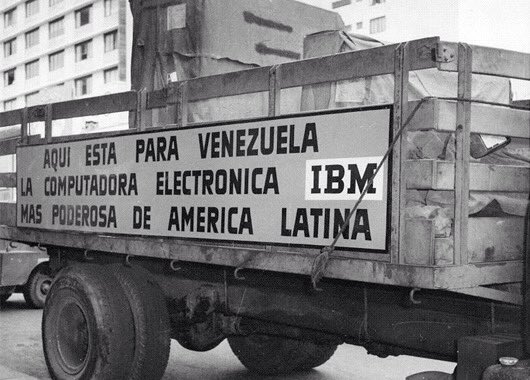 AQUI ESTA PARA VENEZUELA
LA COMPUTADORA ELECTRONICA IBM
MAS PODEROSA DE AMERICA LATINA